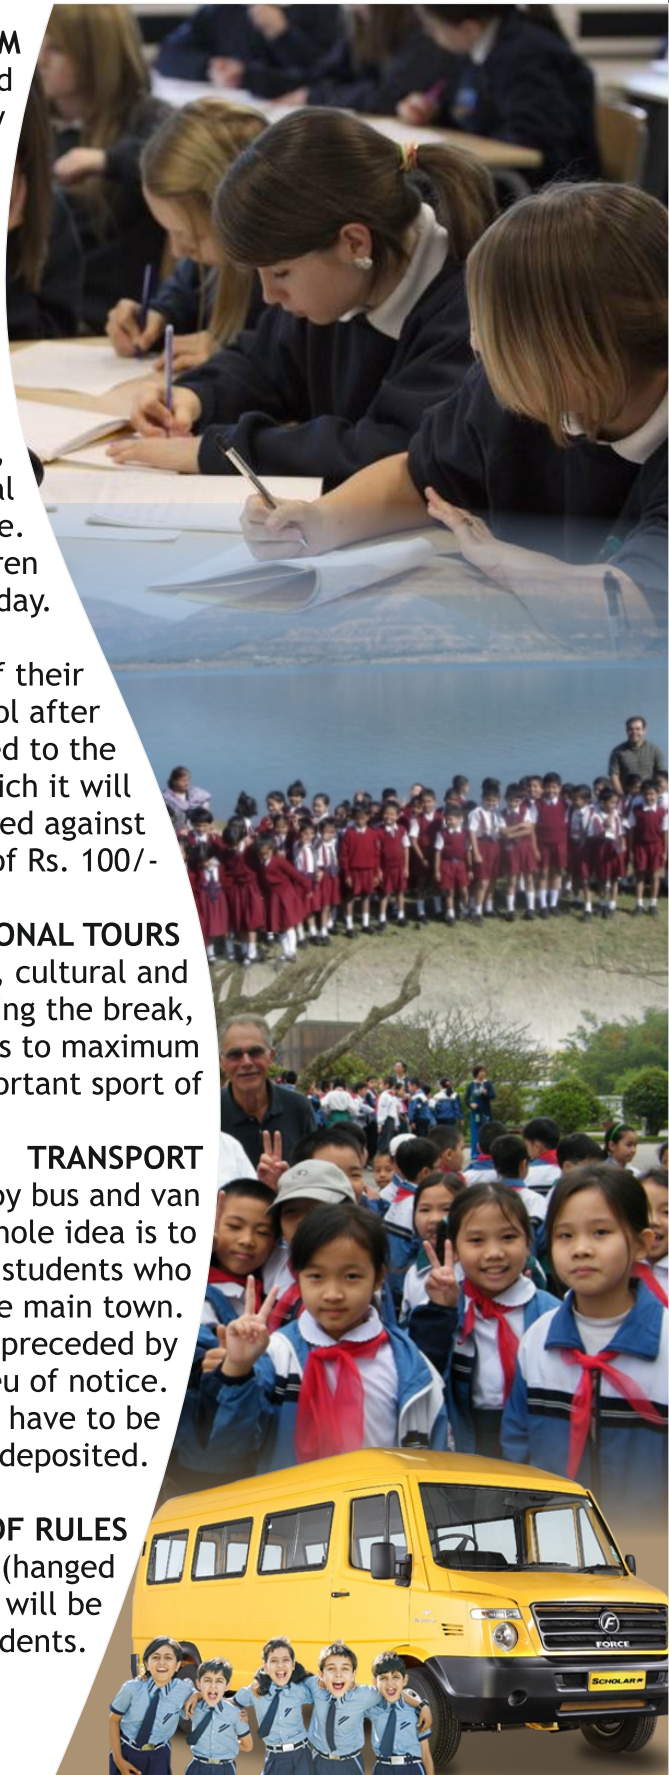 M
d
y
,
al
e.
ren
day.
f their
ol after
ed to the
ich it will
ed against
of Rs. 100/-
ONAL TOURS
, cultural and
ng the break,
s to maximum
ortant sport of
TRANSPORT
by bus and van
hole idea is to
students who
e main town.
preceded by
eu of notice.
have to be
deposited.
OF RULES
(hanged
will be
dents.
F
FORCE
SCHOLAR